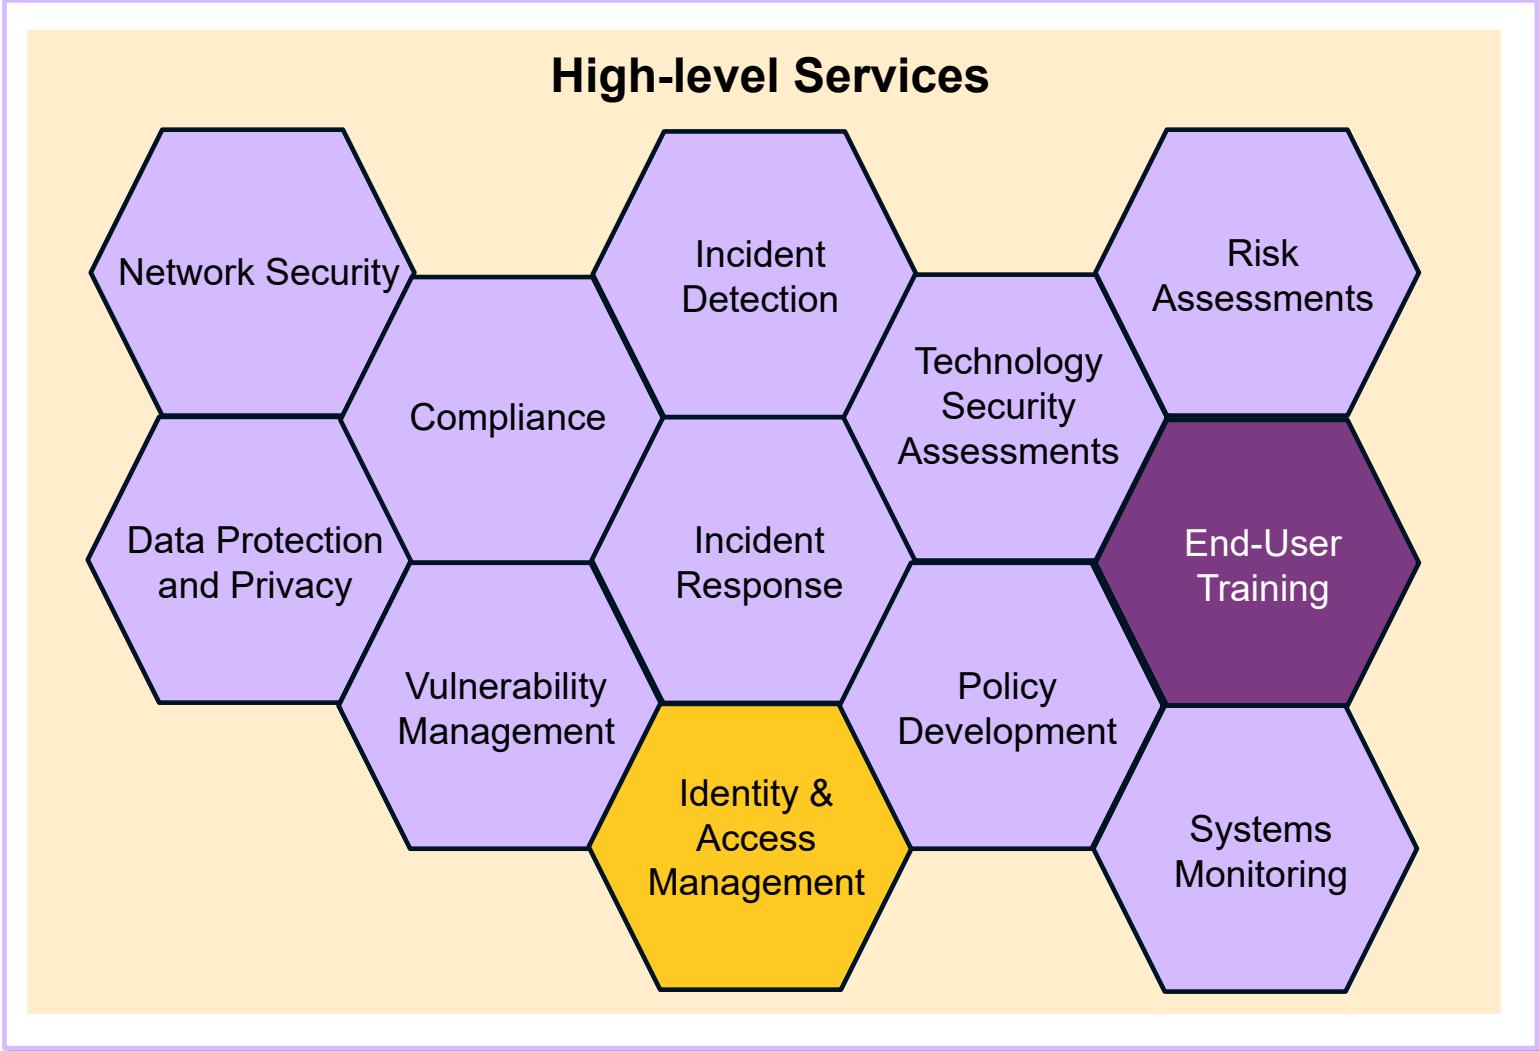 High-level Services
Network Security
Incident
Detection
Risk
Assessments
Compliance
Technology
Security
Assessments
Data Protection
and Privacy
Incident
Response
End-User
Training
Vulnerability
Management
Policy
Development
Identity &
Access
Management
Systems
Monitoring